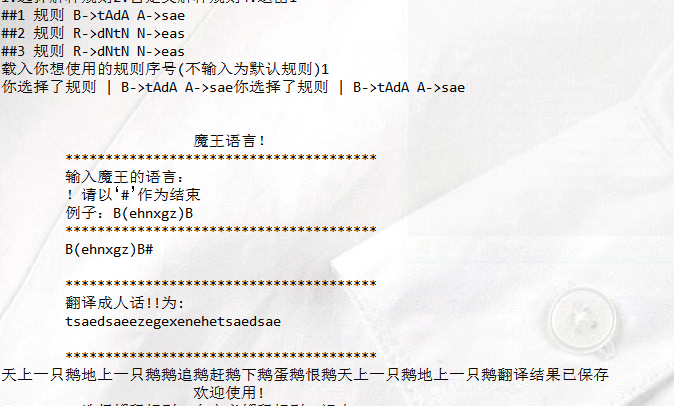 ##1 规则 B->tAdA A->sae
##2 规则 R->dNtN N->eas
##3 规则 R->dNtN N->eas
载入你想使用的规则序号(不输入为默认规则)1
你选择了规则 | B->tAdA A->sae你选择了规则 | B->tAdA A->sae
魔王语言!
***************************************
输入魔王的语言:
! 请以‘#’作为结束
例子: B(ehnxgz)B
***************************************
B(ehnxgz)B#
***************************************
翻译成人话!!为:
tsaedsaeezegexenehetsaedsae
***************************************
天上一只鹅地上一只鹅鹅追鹅赶鹅下鹅蛋鹅恨鹅天上一只鹅地上一只鹅翻译结果已保存
欢迎使用!